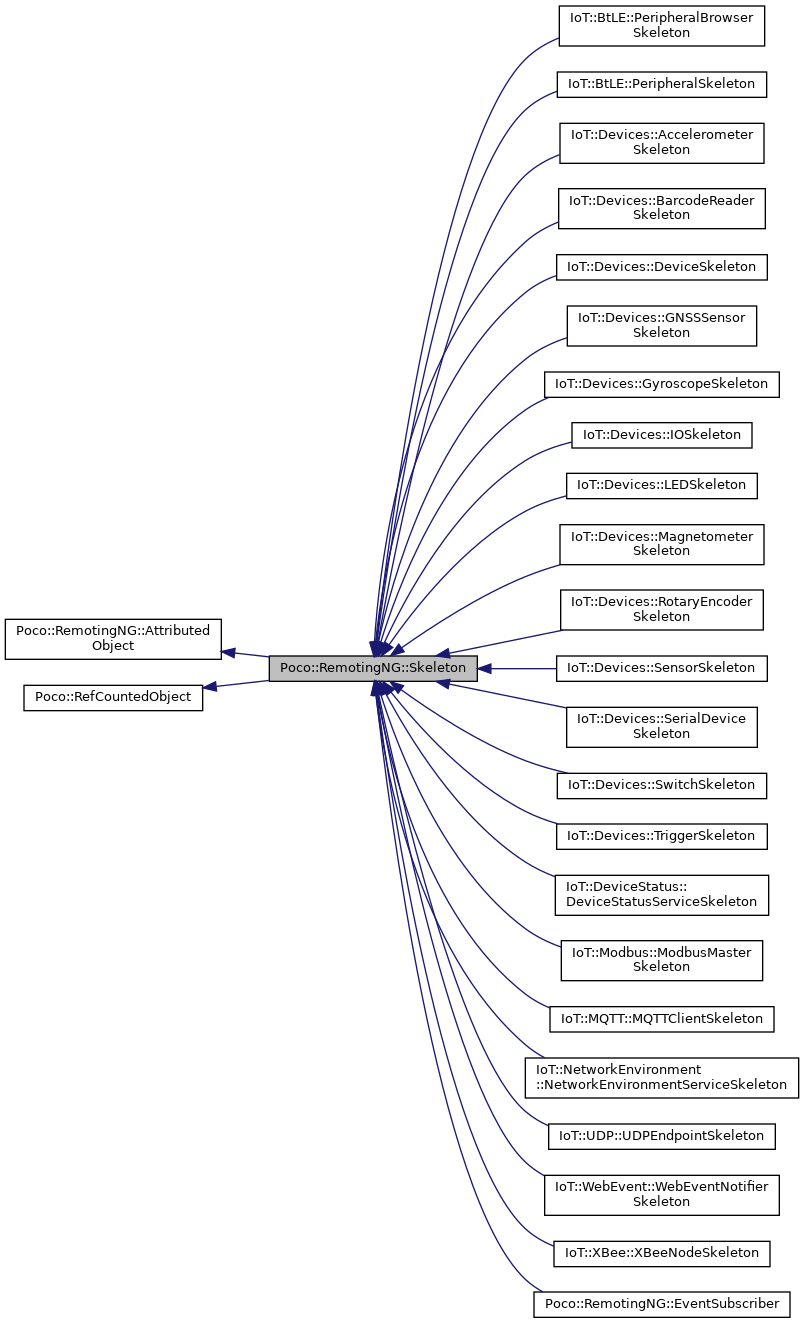 IoT::BtLE::PeripheralBrowser
Skeleton
IoT::BtLE::PeripheralSkeleton
IoT::Devices::Accelerometer
Skeleton
IoT::Devices::BarcodeReader
Skeleton
IoT::Devices::DeviceSkeleton
IoT::Devices::GNSSSensor
Skeleton
IoT::Devices::GyroscopeSkeleton
IoT::Devices::IOSkeleton
IoT::Devices::LEDSkeleton
IoT::Devices::Magnetometer
Skeleton
IoT::Devices::RotaryEncoder
Skeleton
Poco::RemotingNG::Attributed
Object
Poco::RemotingNG::Skeleton
IoT::Devices::SensorSkeleton
Poco::RefCountedObject
IoT::Devices::SerialDevice
Skeleton
IoT::Devices::SwitchSkeleton
IoT::Devices::TriggerSkeleton
IoT::DeviceStatus::
DeviceStatusServiceSkeleton
IoT::Modbus::ModbusMaster
Skeleton
IoT::MQTT::MQTTClientSkeleton
IoT::NetworkEnvironment
::NetworkEnvironmentServiceSkeleton
IoT::UDP::UDPEndpointSkeleton
IoT::WebEvent::WebEventNotifier
Skeleton
IoT::XBee::XBeeNodeSkeleton
Poco::RemotingNG::EventSubscriber